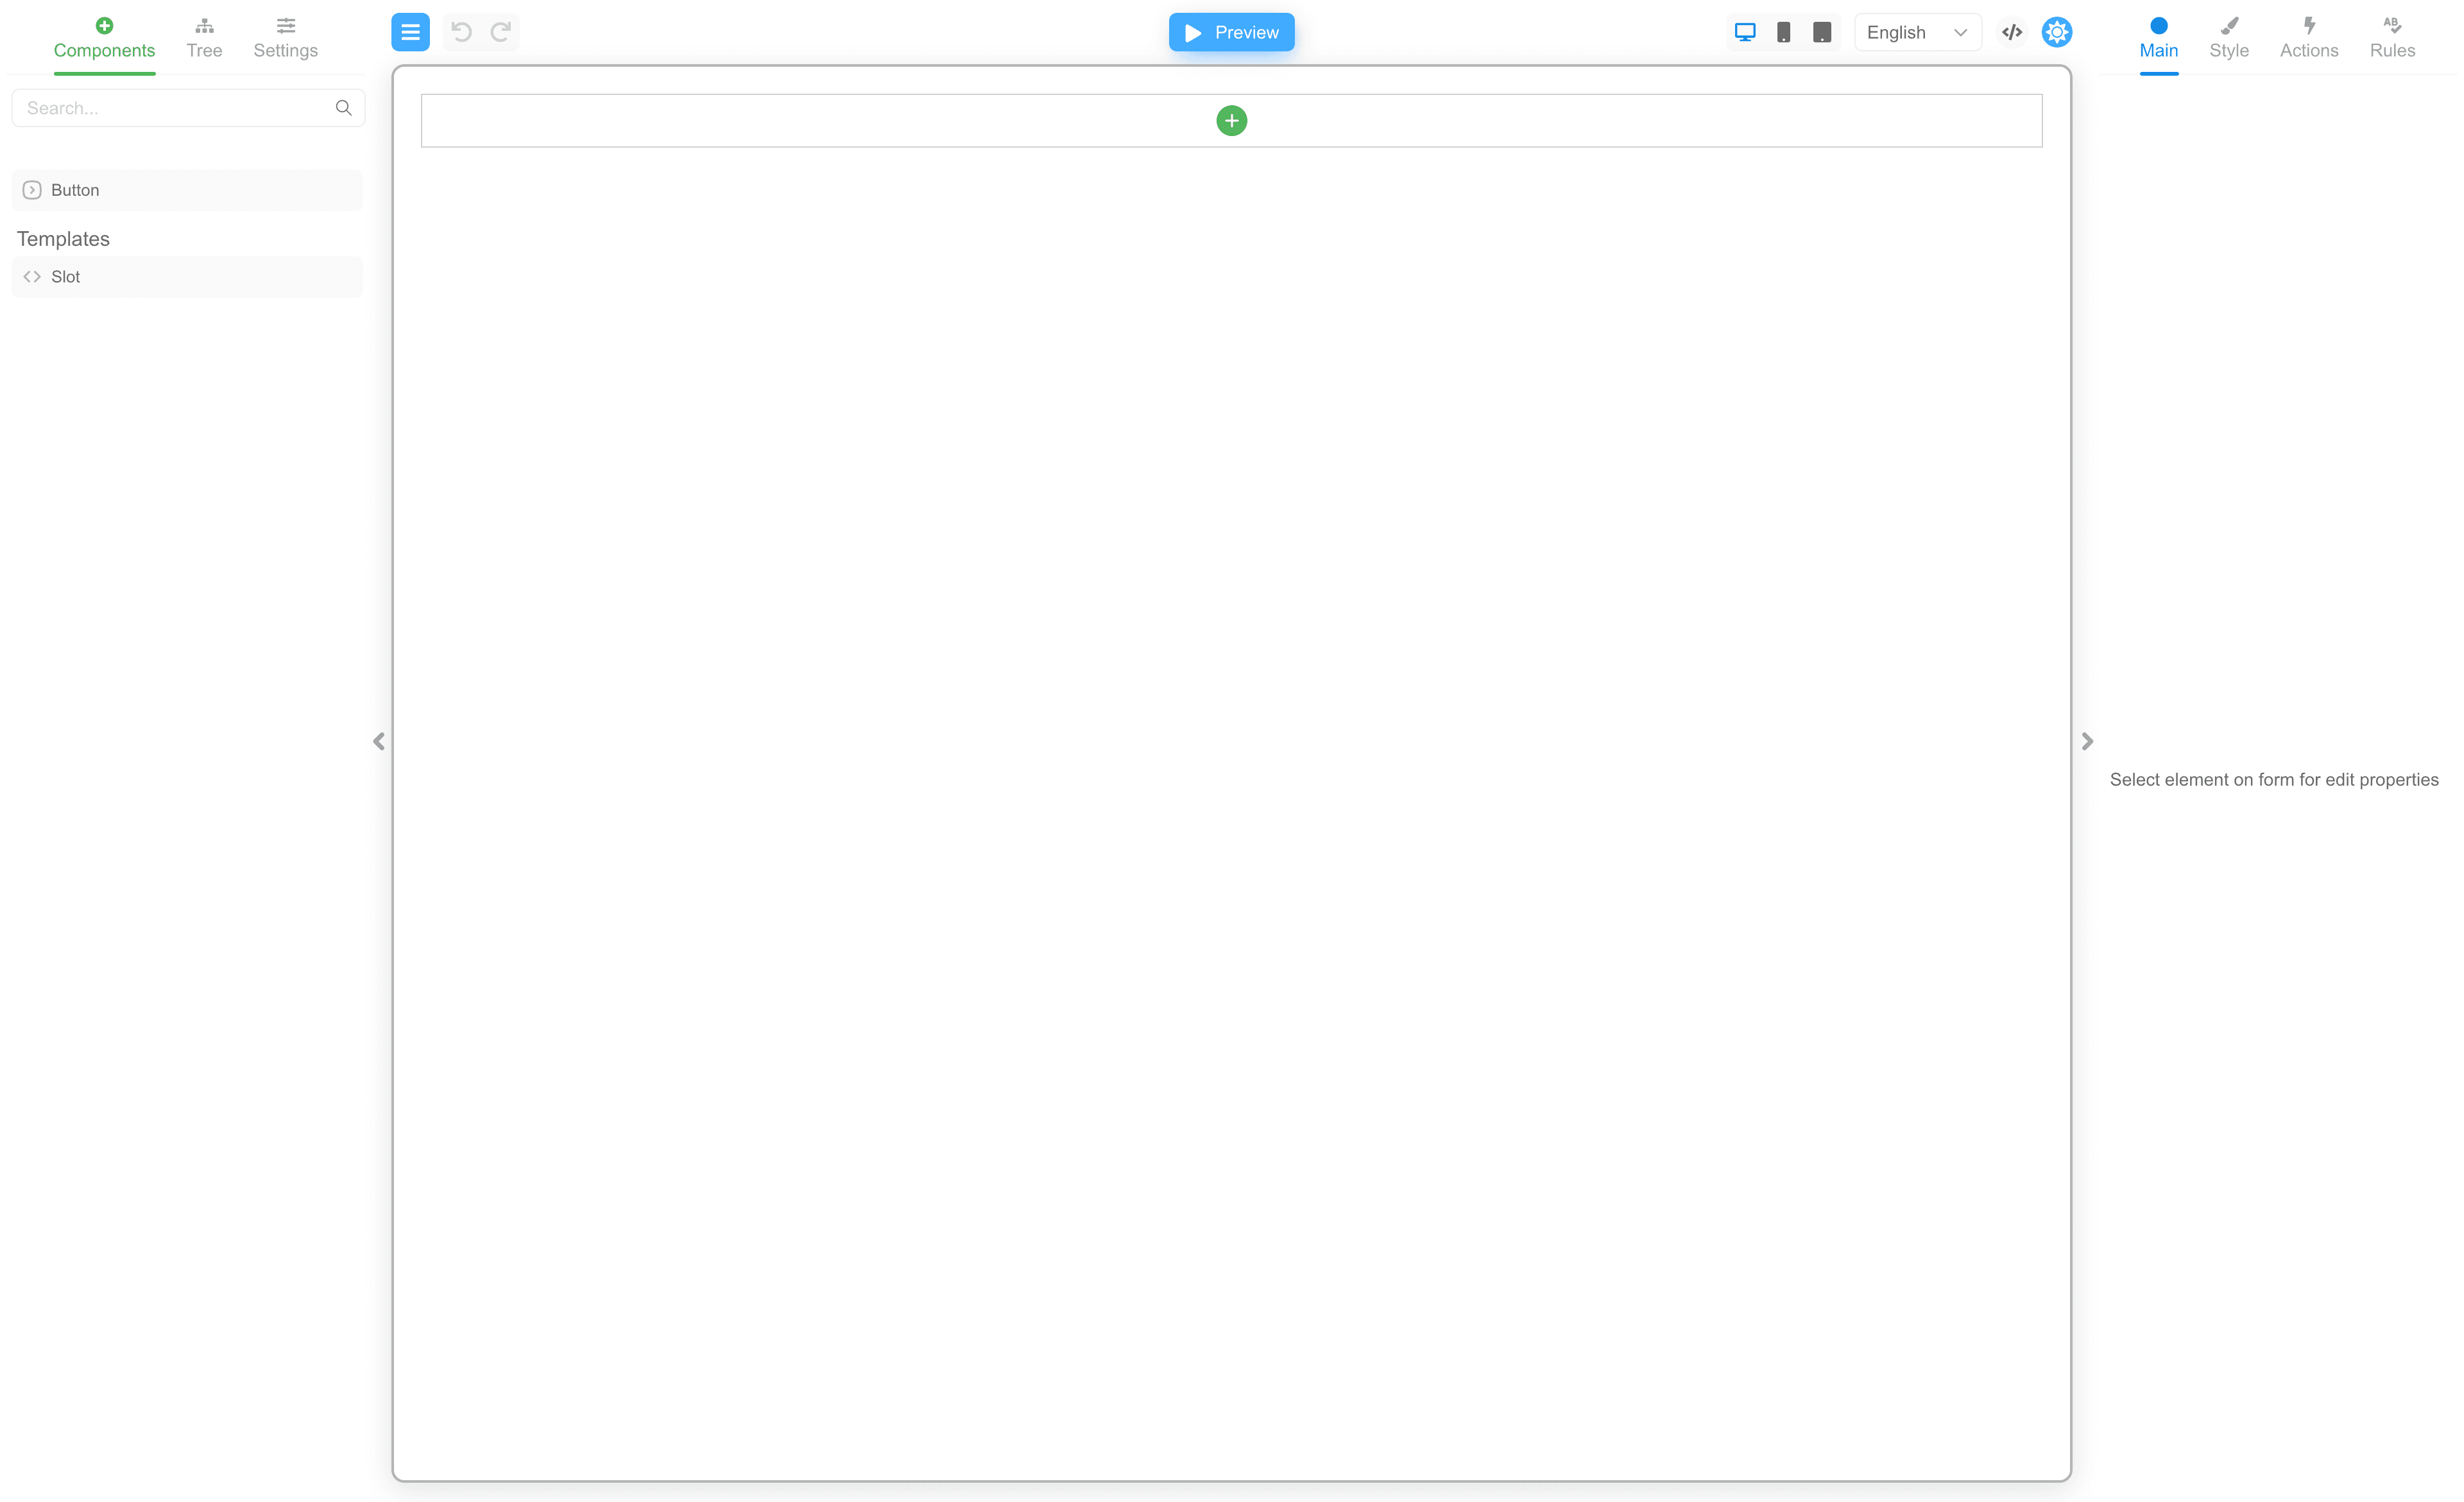 Components
Tree
Settings
Preview
English
Main
Style
Actions
AB
Rules
Search...
Button
Templates
Slot
Select element on form for edit properties